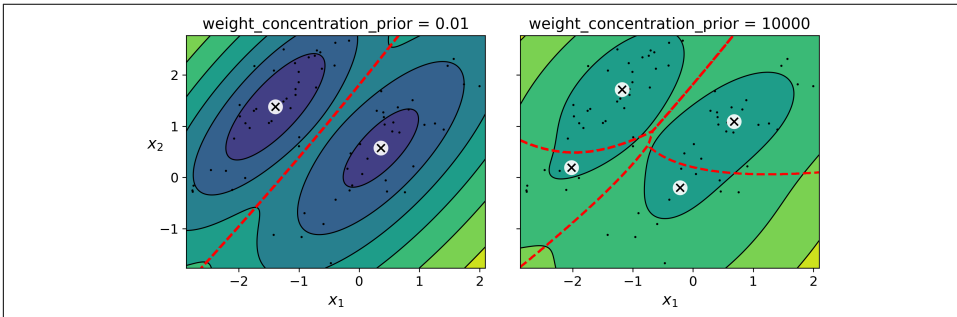 weight_concentration_prior = 0.01
weight_concentration_prior = 10000
2
1
0
−1
x₂
−2 −1 0 1 2
x₁
−2 −1 0 1 2
x₁